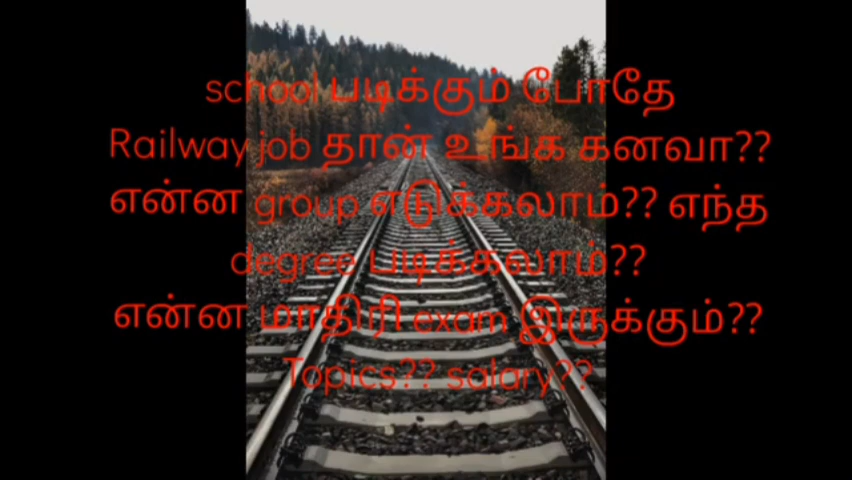 school படிக்கும் போதே
Railway job தான் உங்க கனவா??
என்ன group எடுக்கலாம்?? எந்த
degree படிக்கலாம்??
என்ன மாதிரி exam இருக்கும்??
Topics?? salary??